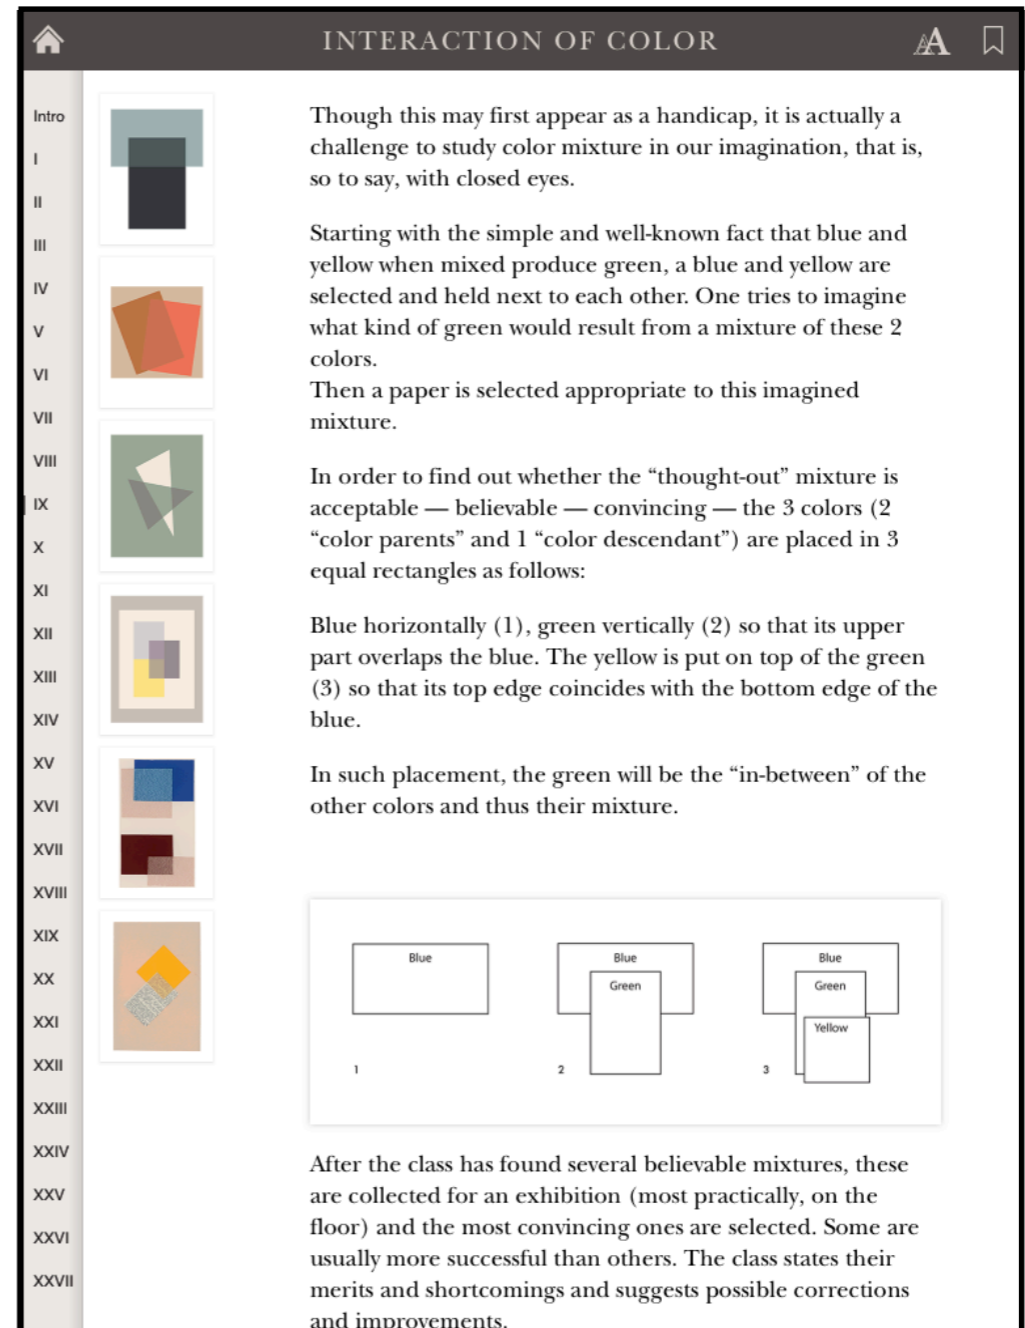 INTERACTION OF COLOR
AA
Intro
I
II
III
IV
V
VI
VII
VIII
IX
X
XI
XII
XIII
XIV
XV
XVI
XVII
XVIII
XIX
XX
XXI
XXII
XXIII
XXIV
XXV
XXVI
XXVII
Though this may first appear as a handicap, it is actually a
challenge to study color mixture in our imagination, that is,
so to say, with closed eyes.
Starting with the simple and well-known fact that blue and
yellow when mixed produce green, a blue and yellow are
selected and held next to each other. One tries to imagine
what kind of green would result from a mixture of these 2
colors.
Then a paper is selected appropriate to this imagined
mixture.
In order to find out whether the “thought-out” mixture is
acceptable — believable — convincing — the 3 colors (2
“color parents” and 1 “color descendant”) are placed in 3
equal rectangles as follows:
Blue horizontally (1), green vertically (2) so that its upper
part overlaps the blue. The yellow is put on top of the green
(3) so that its top edge coincides with the bottom edge of the
blue.
In such placement, the green will be the “in-between” of the
other colors and thus their mixture.
Blue
1
Blue
Green
2
Blue
Green
Yellow
3
After the class has found several believable mixtures, these
are collected for an exhibition (most practically, on the
floor) and the most convincing ones are selected. Some are
usually more successful than others. The class states their
merits and shortcomings and suggests possible corrections
and improvements.